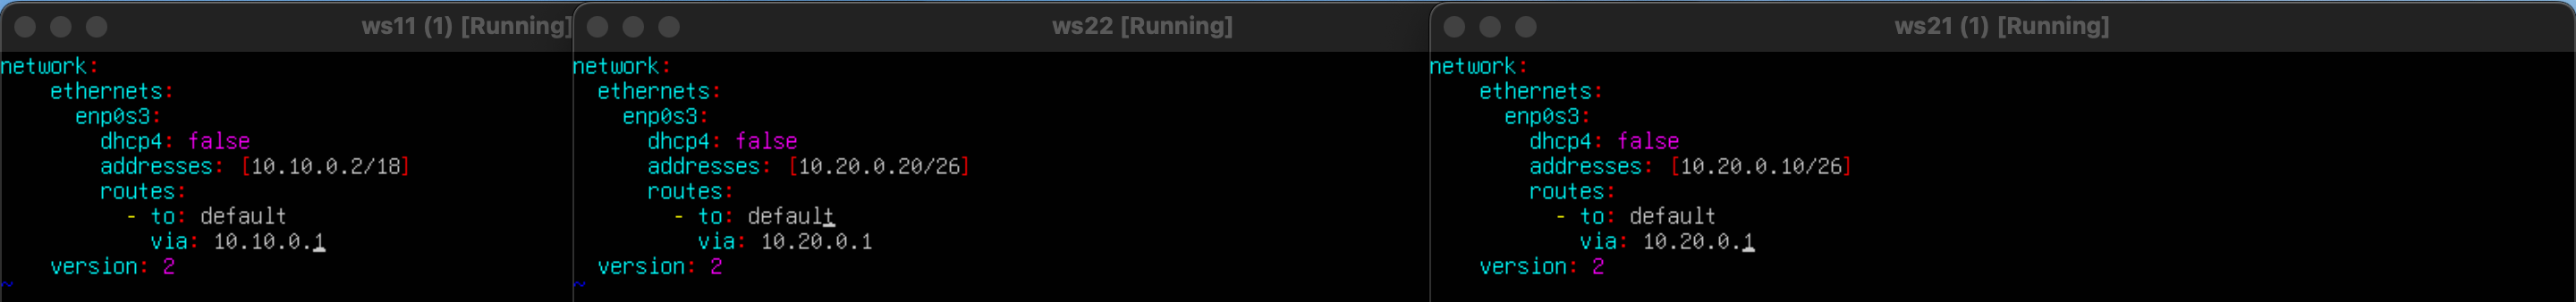 ws11 (1) [Running]
network:
    ethernets:
      enp0s3:
        dhcp4: false
        addresses: [10.10.0.2/18]
        routes:
          - to: default
            via: 10.10.0.1
    version: 2
~
ws22 [Running]
network:
  ethernets:
    enp0s3:
      dhcp4: false
      addresses: [10.20.0.20/26]
      routes:
        - to: default
          via: 10.20.0.1
  version: 2
~
ws21 (1) [Running]
network:
    ethernets:
      enp0s3:
        dhcp4: false
        addresses: [10.20.0.10/26]
        routes:
          - to: default
            via: 10.20.0.1
    version: 2